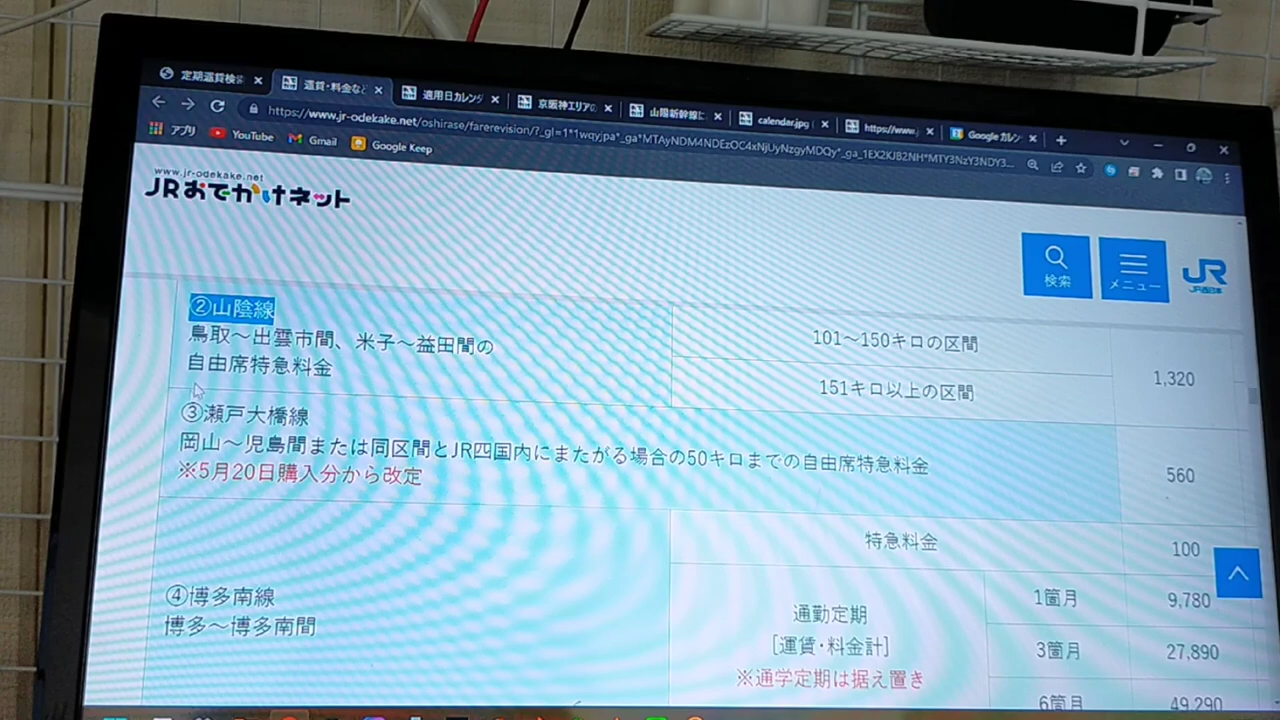 定期運賃検索
運賃・料金など
適用日カレンダ
京阪神エリアの
山陽新幹線に
calendar.jpg (
https://www.j
Google カレン
https://www.jr-odekake.net/oshirase/farerevision/?_gl=1*1wqy
アプリ
YouTube
Gmail
Google Keep
www.jr-odekake.net
JRおでかけネット
検索
メニュー
JR
JR西日本
②山陰線
鳥取～出雲市間、米子～益田間の
自由席特急料金
101～150キロの区間
151キロ以上の区間
1,320
③瀬戸大橋線
岡山～児島間または同区間とJR四国内にまたがる場合の50キロまでの自由席特急料金
※5月20日購入分から改定
560
④博多南線
博多～博多南間
特急料金
100
通勤定期
[運賃・料金計]
※通学定期は据え置き
1箇月
9,780
3箇月
27,890
6箇月
49,290